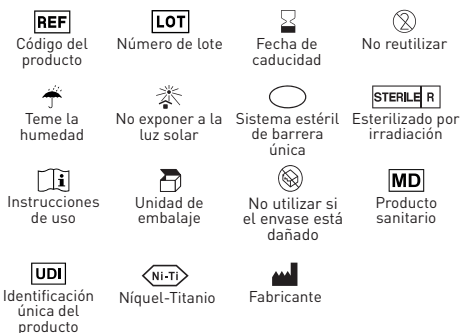 REF
LOT
Código del
producto
Número de lote
Fecha de
caducidad
No reutilizar
2
Teme la
humedad
No exponer a la
luz solar
Sistema estéril
de barrera
única
STERILE R
Esterilizado por
irradiación
i
Instrucciones
de uso
Unidad de
embalaje
No utilizar si
el envase está
dañado
MD
Producto
sanitario
UDI
Identificación
única del
producto
Ni-Ti
Níquel-Titanio
Fabricante